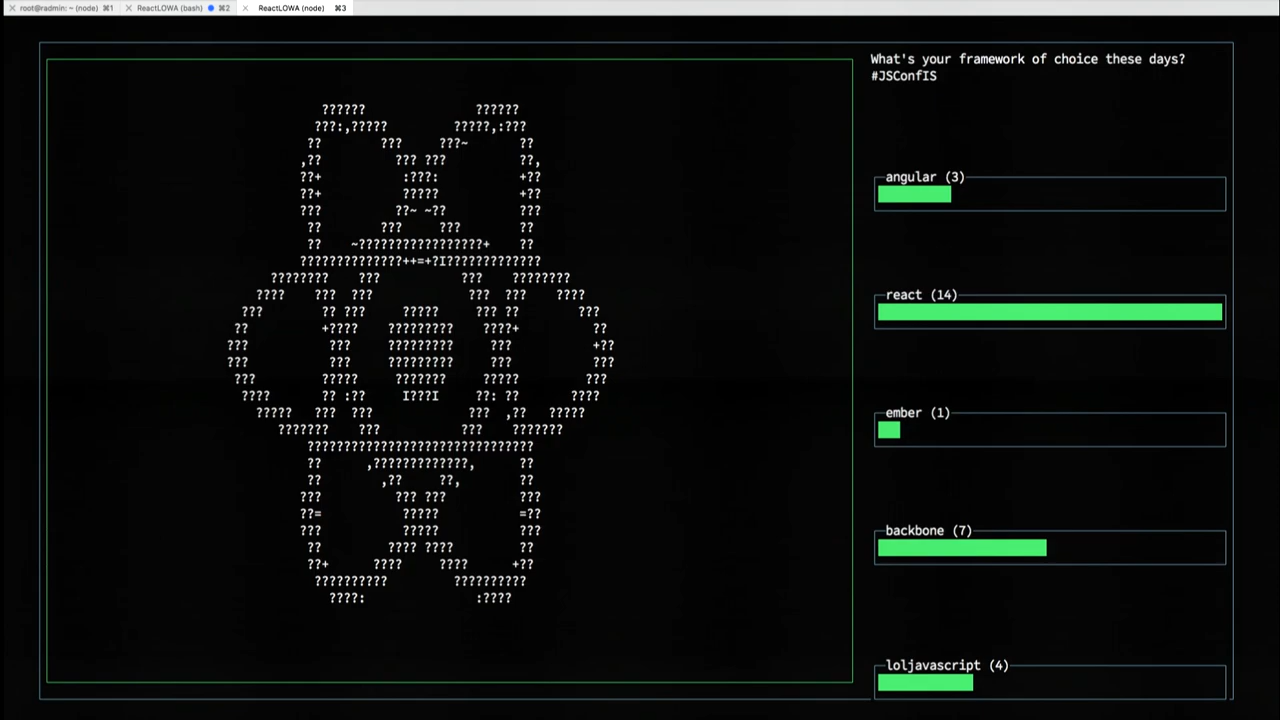 root@radmin: ~ (node) ⌘1
ReactLOWA (bash) ⌘2
ReactLOWA (node) ⌘3
What's your framework of choice these days?
#JSConfIS
angular (3)
react (14)
ember (1)
backbone (7)
loljavascript (4)